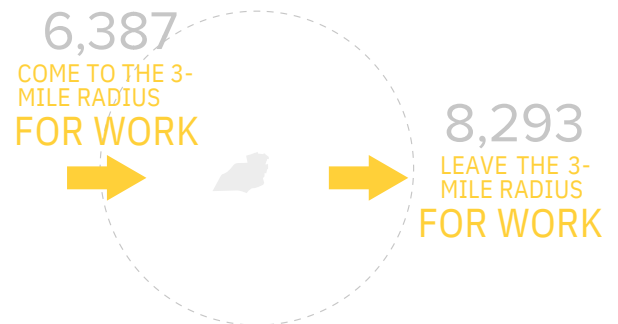 6,387
COME TO THE 3-
MILE RADIUS
FOR WORK
8,293
LEAVE THE 3-
MILE RADIUS
FOR WORK